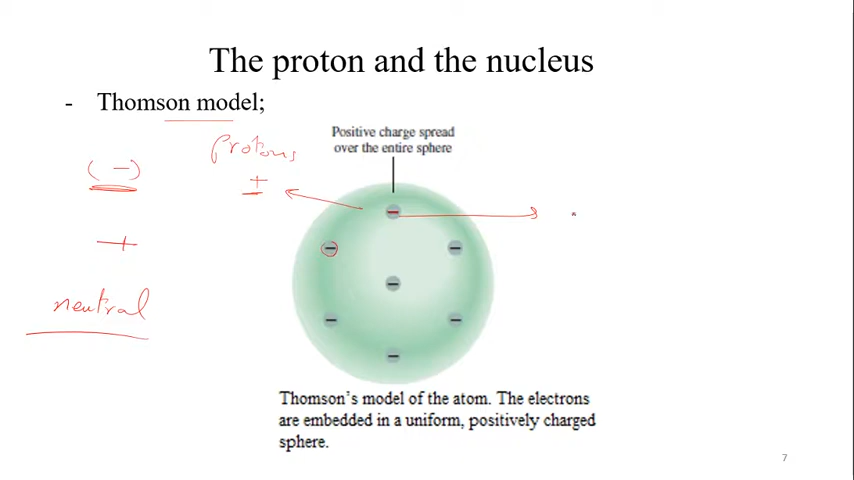 The proton and the nucleus
- Thomson model;
Positive charge spread
over the entire sphere
protons
+
(-)
+
neutral
Thomson's model of the atom. The electrons
are embedded in a uniform, positively charged
sphere.
7